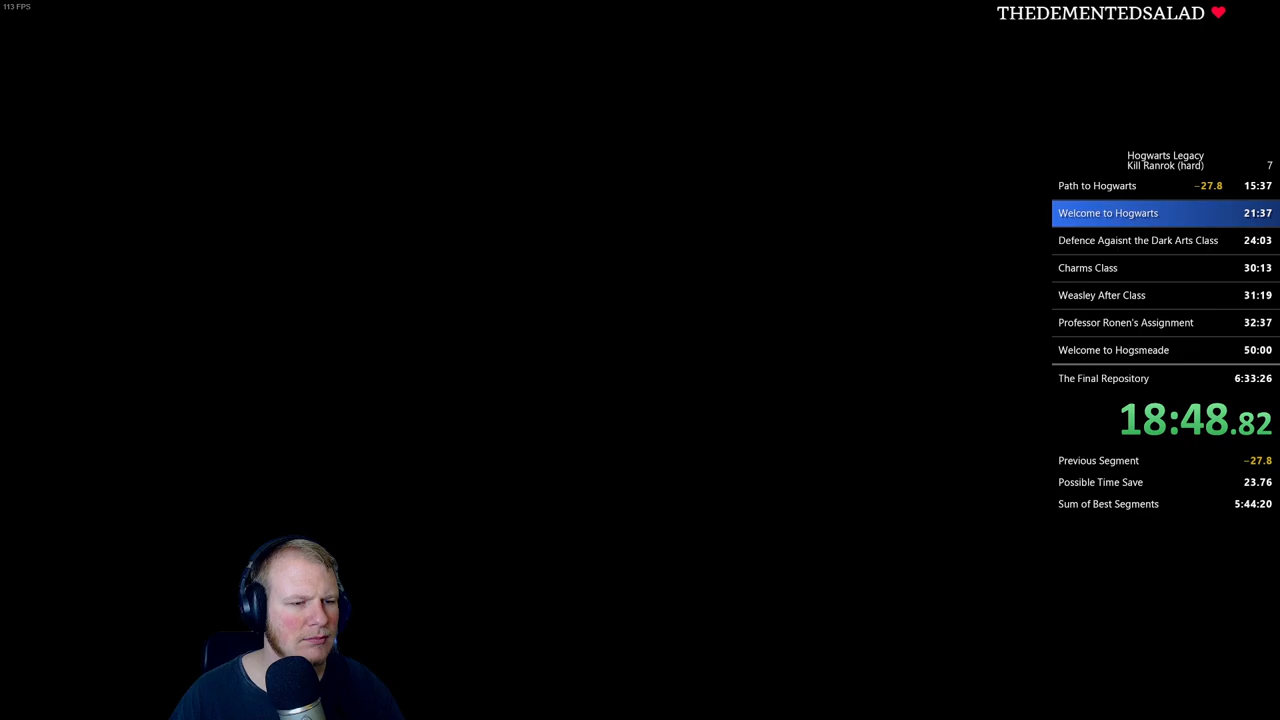 113 FPS
THEDEMENTEDSALAD ❤
Hogwarts Legacy
Kill Ranrok (hard) 7
Path to Hogwarts −27.8 15:37
Welcome to Hogwarts 21:37
Defence Agaisnt the Dark Arts Class 24:03
Charms Class 30:13
Weasley After Class 31:19
Professor Ronen's Assignment 32:37
Welcome to Hogsmeade 50:00
The Final Repository 6:33:26
18:48.82
Previous Segment −27.8
Possible Time Save 23.76
Sum of Best Segments 5:44:20